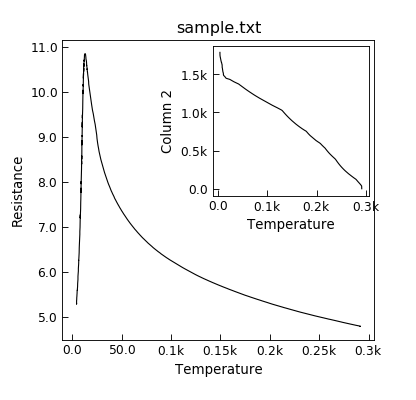 sample.txt
11.0
10.0
9.0
8.0
7.0
6.0
5.0
Resistance
0.0 50.0 0.1k 0.15k 0.2k 0.25k 0.3k
Temperature
1.5k
1.0k
0.5k
0.0
Column 2
0.0 0.1k 0.2k 0.3k
Temperature